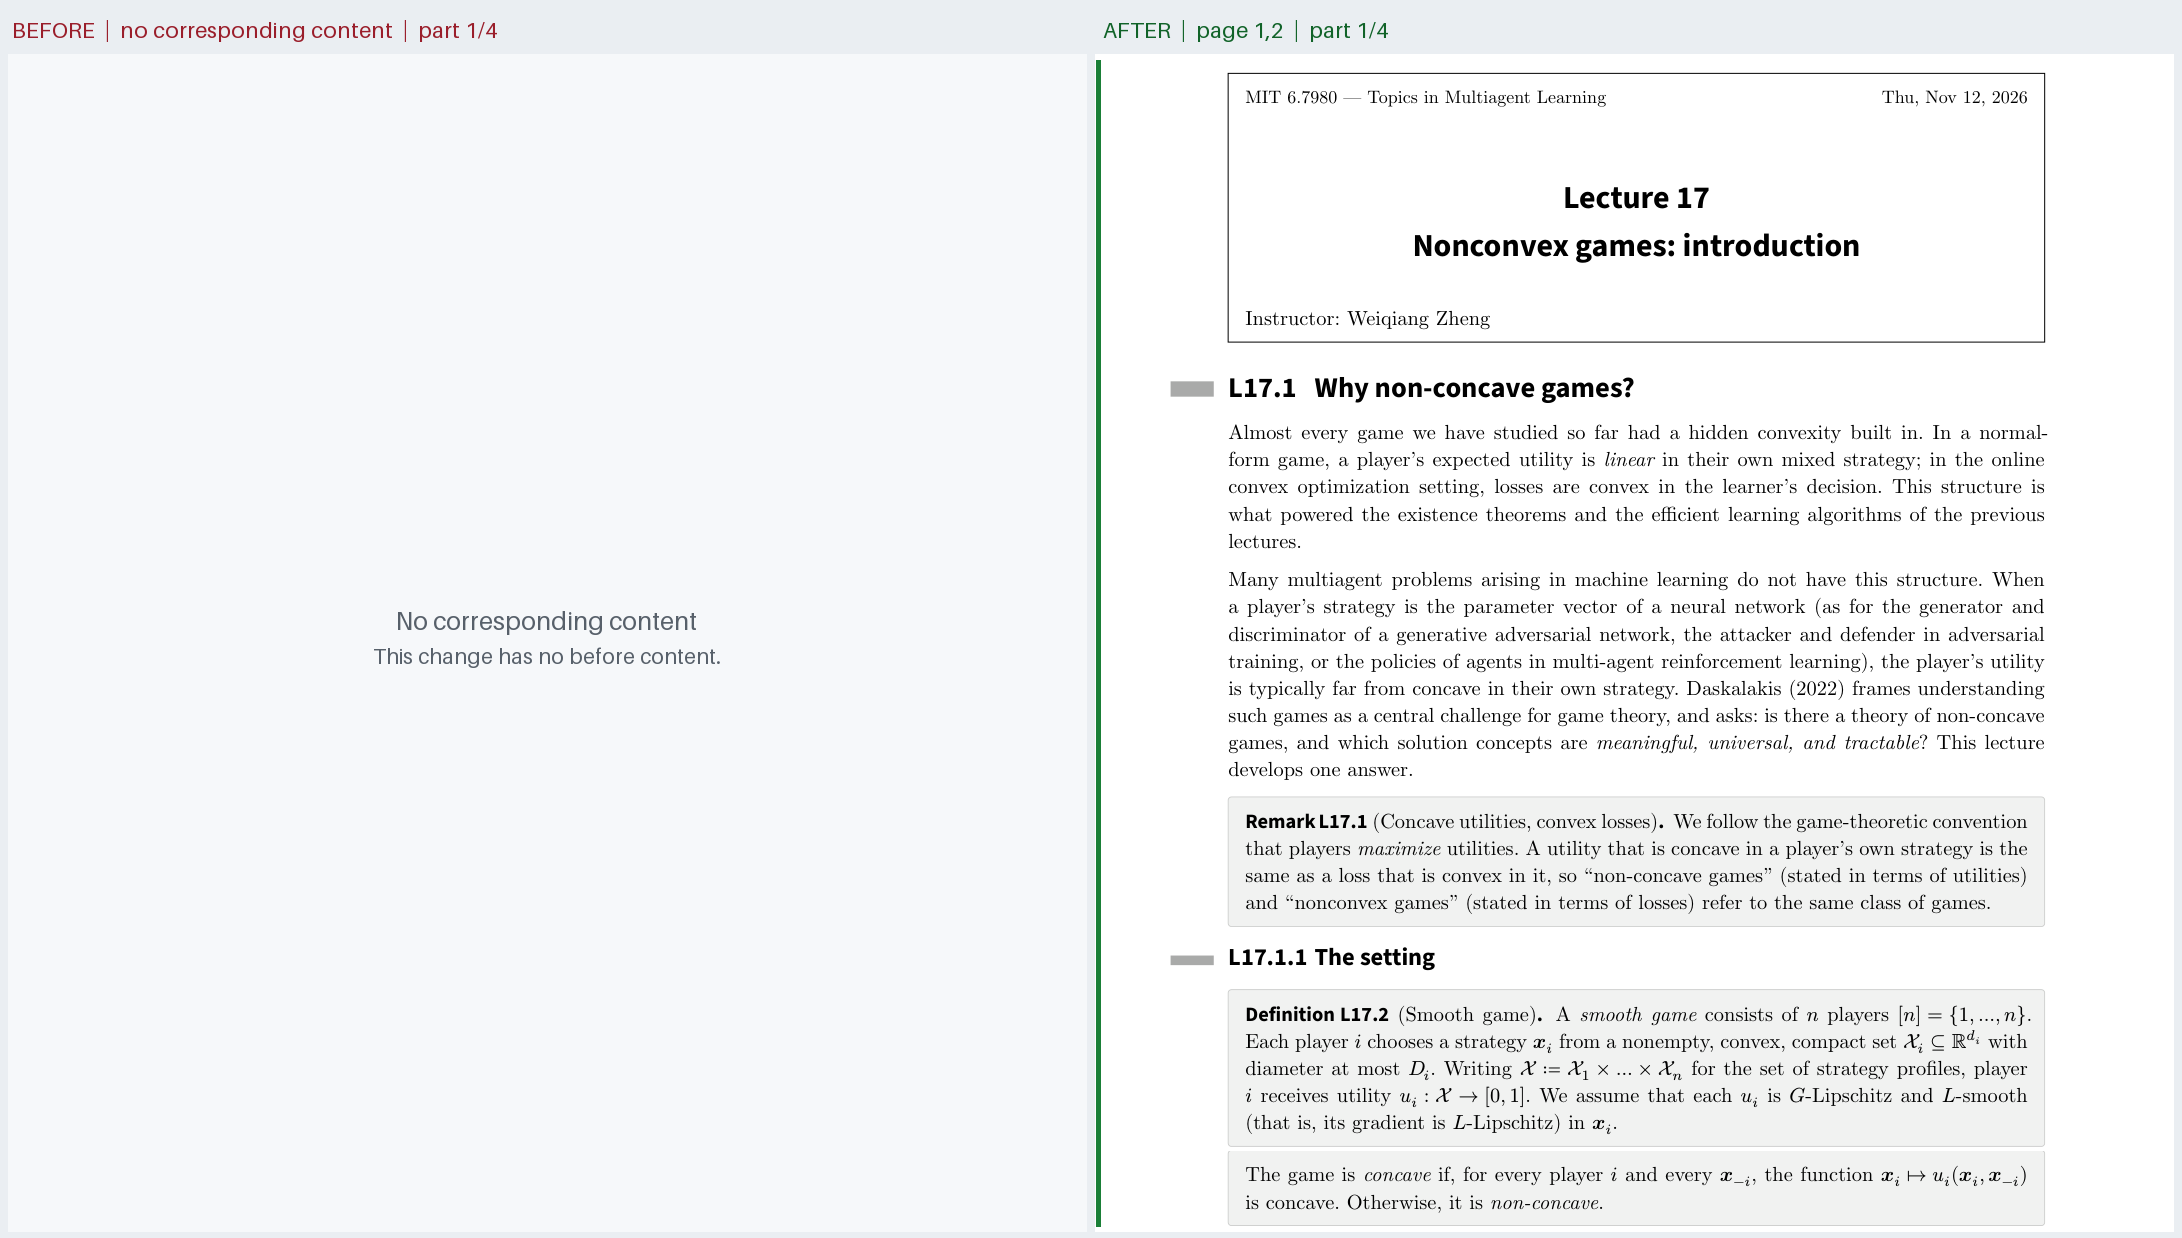 BEFORE | no corresponding content | part 1/4
No corresponding content
This change has no before content.
AFTER | page 1,2 | part 1/4
MIT 6.7980 — Topics in Multiagent Learning
Thu, Nov 12, 2026
Lecture 17
Nonconvex games: introduction
Instructor: Weiqiang Zheng
L17.1 Why non-concave games?
Almost every game we have studied so far had a hidden convexity built in. In a normal-
form game, a player's expected utility is linear in their own mixed strategy; in the online
convex optimization setting, losses are convex in the learner's decision. This structure is
what powered the existence theorems and the efficient learning algorithms of the previous
lectures.
Many multiagent problems arising in machine learning do not have this structure. When
a player's strategy is the parameter vector of a neural network (as for the generator and
discriminator of a generative adversarial network, the attacker and defender in adversarial
training, or the policies of agents in multi-agent reinforcement learning), the player's utility
is typically far from concave in their own strategy. Daskalakis (2022) frames understanding
such games as a central challenge for game theory, and asks: is there a theory of non-concave
games, and which solution concepts are meaningful, universal, and tractable? This lecture
develops one answer.
Remark L17.1 (Concave utilities, convex losses). We follow the game-theoretic convention
that players maximize utilities. A utility that is concave in a player's own strategy is the
same as a loss that is convex in it, so “non-concave games” (stated in terms of utilities)
and “nonconvex games” (stated in terms of losses) refer to the same class of games.
L17.1.1 The setting
Definition L17.2 (Smooth game). A smooth game consists of n players [n] = {1, ..., n}.
Each player i chooses a strategy 𝒙ᵢ from a nonempty, convex, compact set 𝒳ᵢ ⊆ ℝ^{dᵢ} with
diameter at most Dᵢ. Writing 𝒳 ≔ 𝒳₁ × ... × 𝒳ₙ for the set of strategy profiles, player
i receives utility uᵢ : 𝒳 → [0, 1]. We assume that each uᵢ is G-Lipschitz and L-smooth
(that is, its gradient is L-Lipschitz) in 𝒙ᵢ.
The game is concave if, for every player i and every 𝒙₋ᵢ, the function 𝒙ᵢ ↦ uᵢ(𝒙ᵢ, 𝒙₋ᵢ)
is concave. Otherwise, it is non-concave.